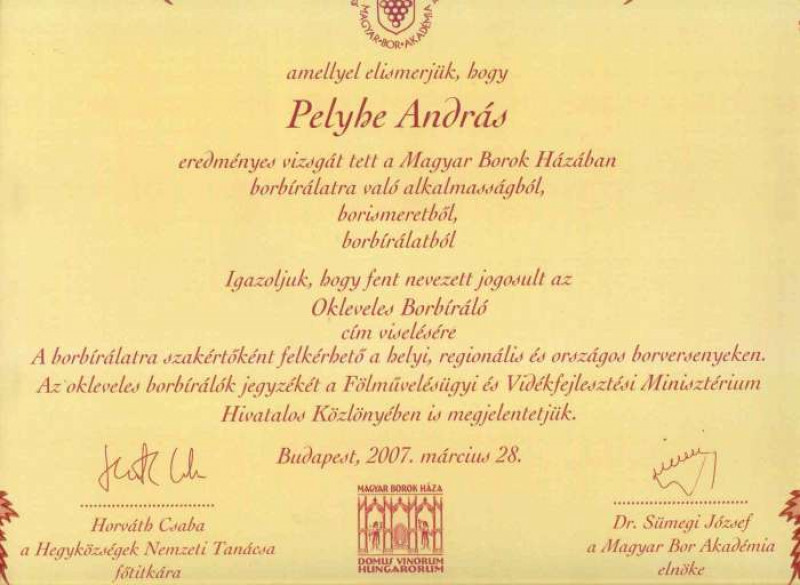 MAGYAR·BOR·AKADÉMIA
amellyel elismerjük, hogy
Pelyhe András
eredményes vizsgát tett a Magyar Borok Házában
borbírálatra való alkalmasságból,
borismeretből,
borbírálatból
Igazoljuk, hogy fent nevezett jogosult az
Okleveles Borbíráló
cím viselésére
A borbírálatra szakértőként felkérhető a helyi, regionális és országos borversenyeken.
Az okleveles borbírálók jegyzékét a Fölművelésügyi és Vidékfejlesztési Minisztérium
Hivatalos Közlönyében is megjelentetjük.
Budapest, 2007. március 28.
Horváth Csaba
a Hegyközségek Nemzeti Tanácsa
főtitkára
MAGYAR BOROK HÁZA
DOMUS VINORUM
HUNGARORUM
Dr. Sümegi József
a Magyar Bor Akadémia
elnöke